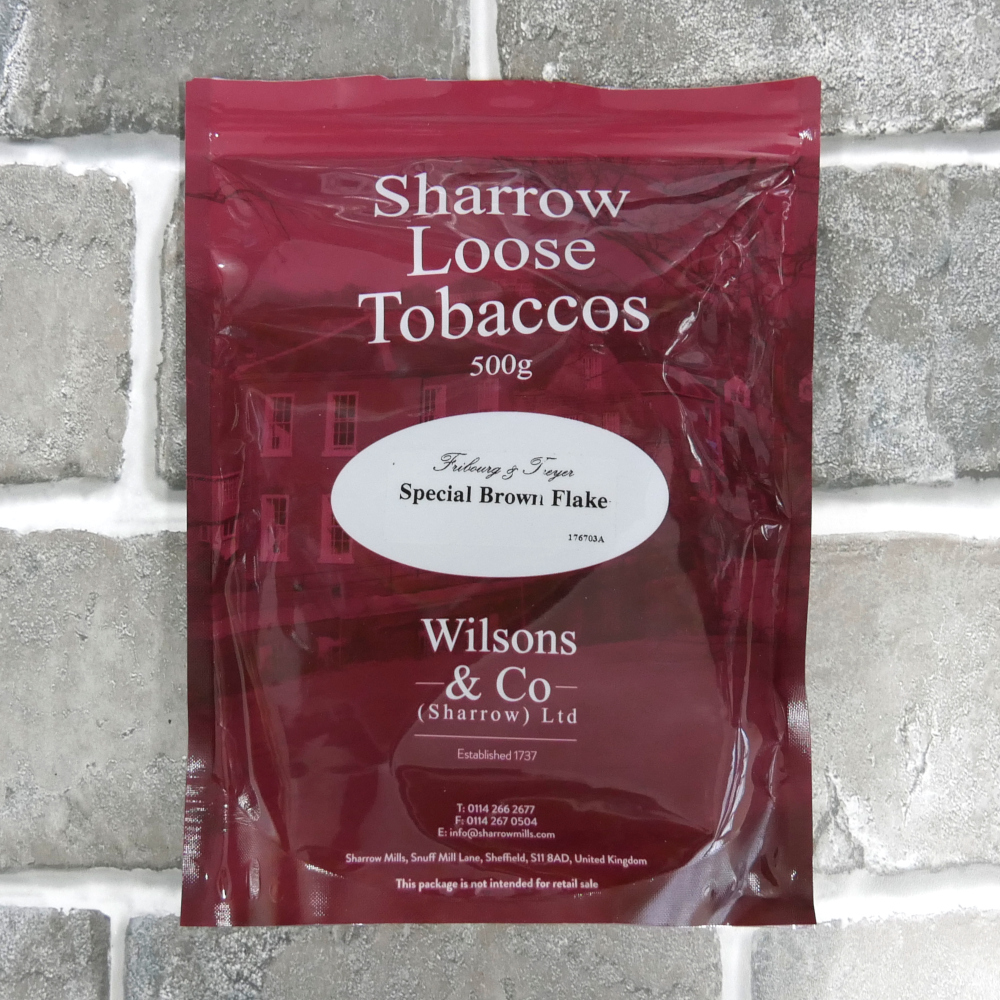 Sharrow
Loose
Tobaccos
500g
Fribourg & Treyer
Special Brown Flake
176703A
Wilsons
& Co
(Sharrow) Ltd
Established 1737
T: 0114 266 2677
F: 0114 267 0504
E: info@sharrowmills.com
Sharrow Mills, Snuff Mill Lane, Sheffield, S11 8AD, United Kingdom
This package is not intended for retail sale